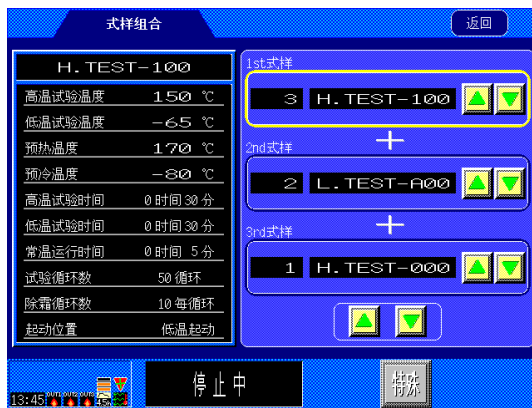 式样组合
返回
H.TEST-100
高温试验温度 150 ℃
低温试验温度 -65 ℃
预热温度 170 ℃
预冷温度 -80 ℃
高温试验时间 0时间30分
低温试验时间 0时间30分
常温运行时间 0时间 5分
试验循环数 50循环
除霜循环数 10每循环
起动位置 低温起动
1st式样
3 H.TEST-100
+
2nd式样
2 L.TEST-A00
+
3rd式样
1 H.TEST-000
13:45 OUT1 OUT2 OUT3
停止中
特殊